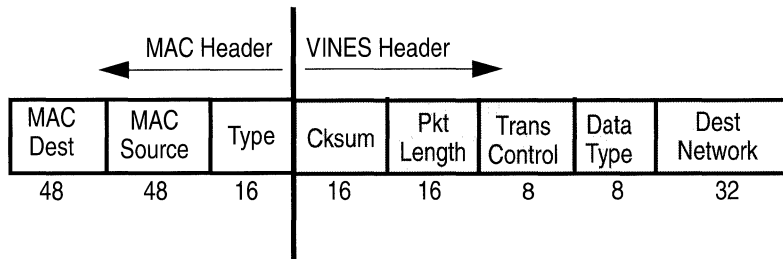 MAC Header
VINES Header
MAC Dest
MAC Source
Type
Cksum
Pkt Length
Trans Control
Data Type
Dest Network
48
48
16
16
16
8
8
32